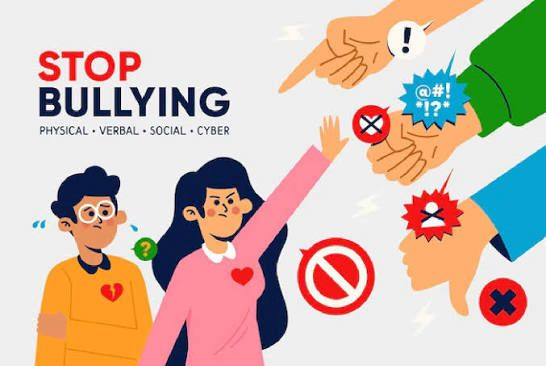 STOP
BULLYING
PHYSICAL • VERBAL • SOCIAL • CYBER
!
@#!
*!?*
?